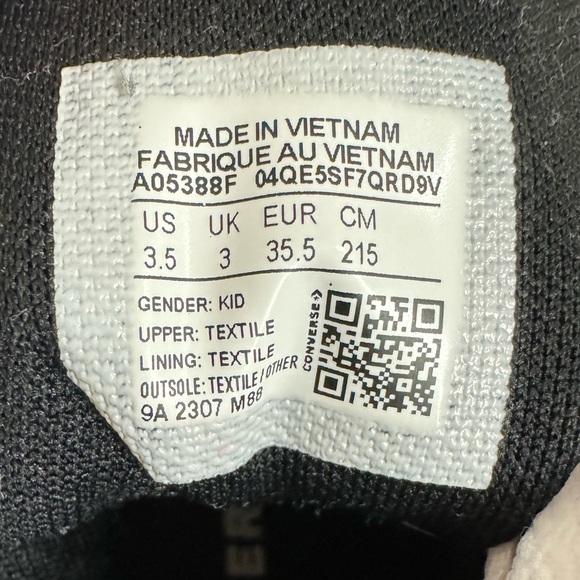 MADE IN VIETNAM
FABRIQUE AU VIETNAM
A05388F 04QE5SF7QRD9V
US UK EUR CM
3.5 3 35.5 215
GENDER: KID
UPPER: TEXTILE
LINING: TEXTILE
OUTSOLE: TEXTILE / OTHER
9A 2307 M88
CONVERSE
ER